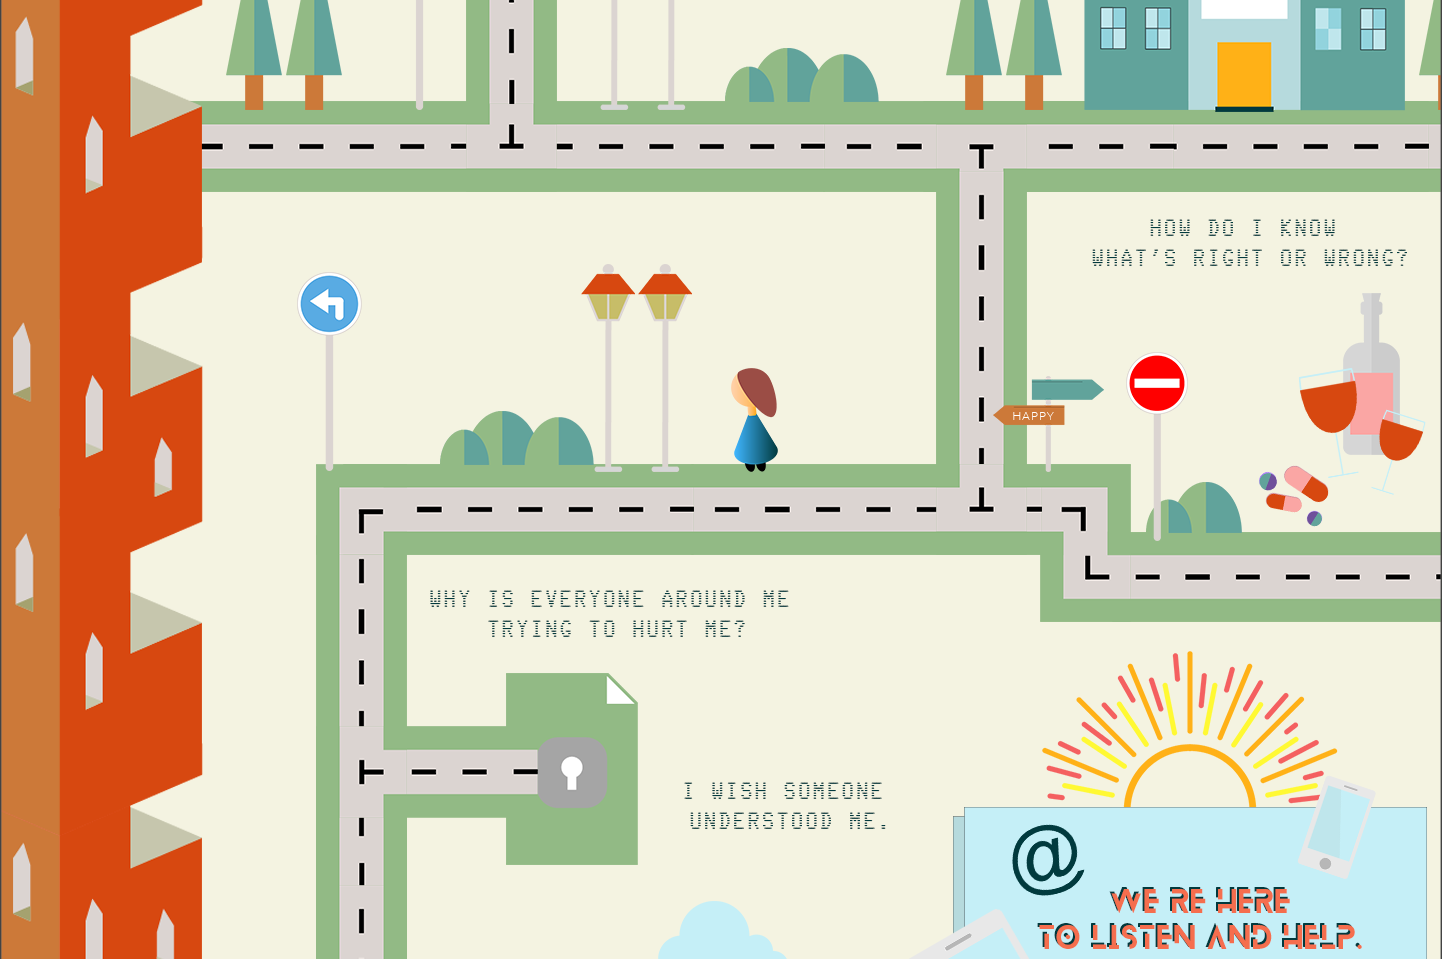 HOW DO I KNOW
WHAT'S RIGHT OR WRONG?
HAPPY
WHY IS EVERYONE AROUND ME
TRYING TO HURT ME?
I WISH SOMEONE
UNDERSTOOD ME.
@
WE RE HERE
TO LISTEN AND HELP.